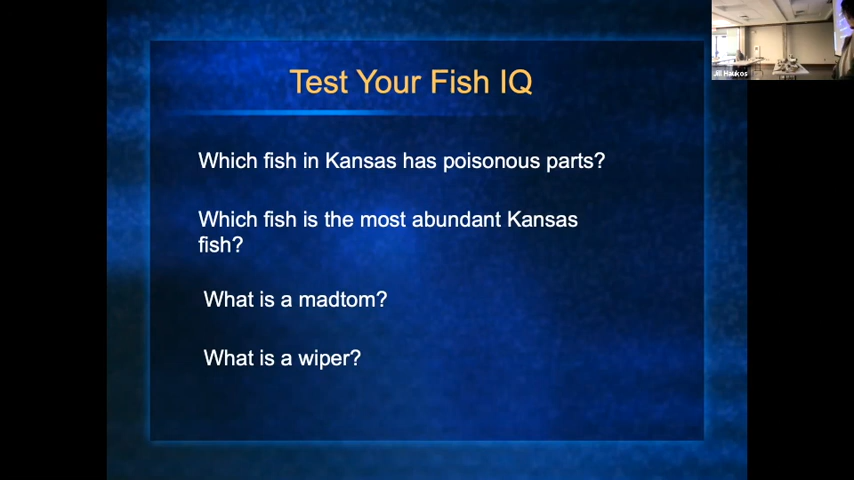 Jill Haukos
Test Your Fish IQ
Which fish in Kansas has poisonous parts?
Which fish is the most abundant Kansas
fish?
What is a madtom?
What is a wiper?